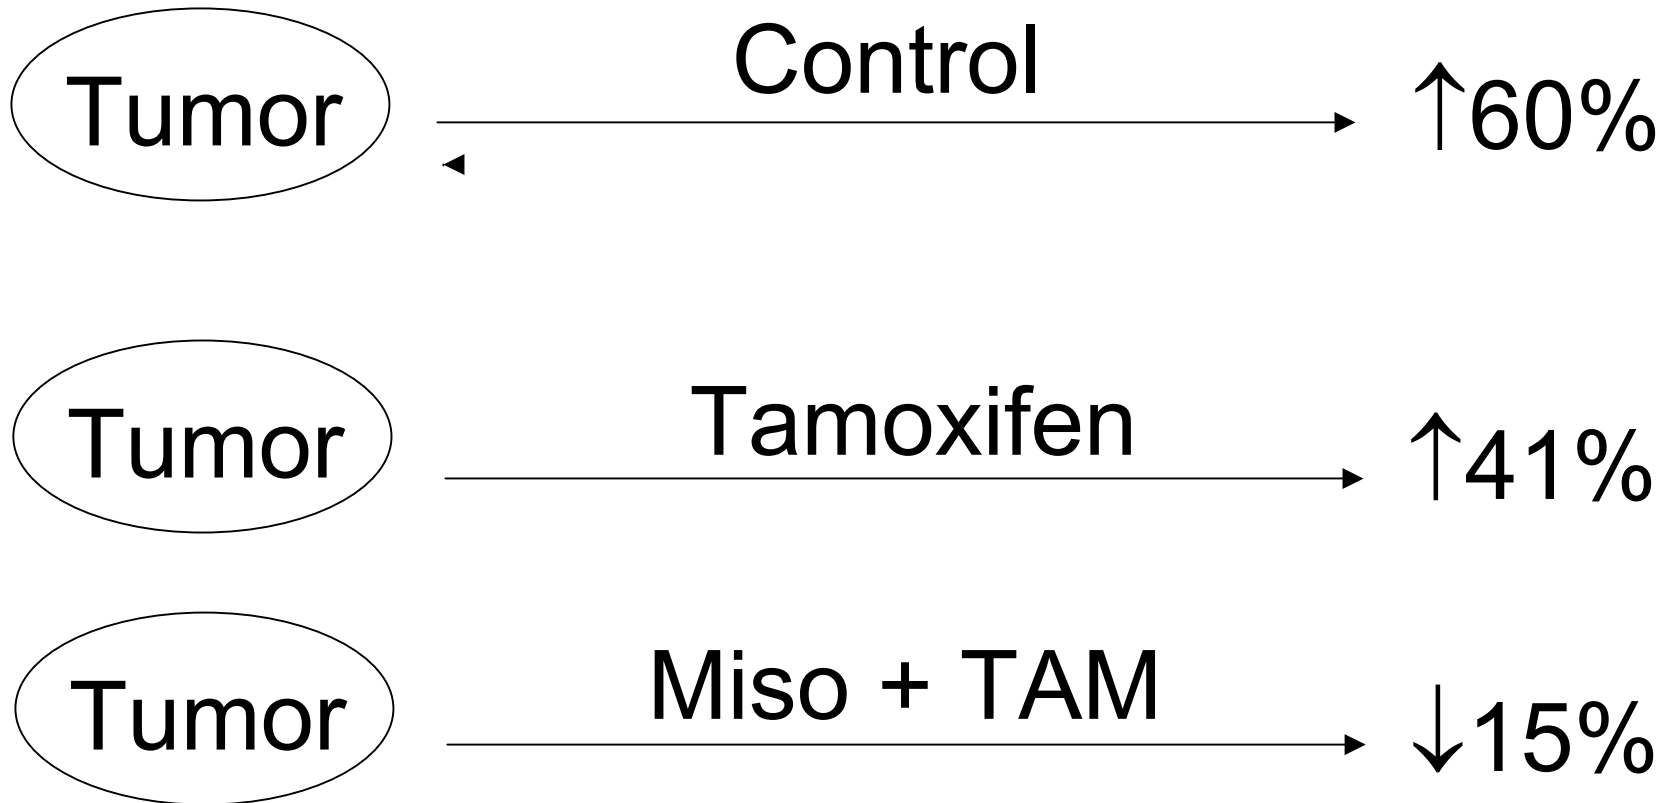 Tumor Control ↑60%
Tumor Tamoxifen ↑41%
Tumor Miso + TAM ↓15%